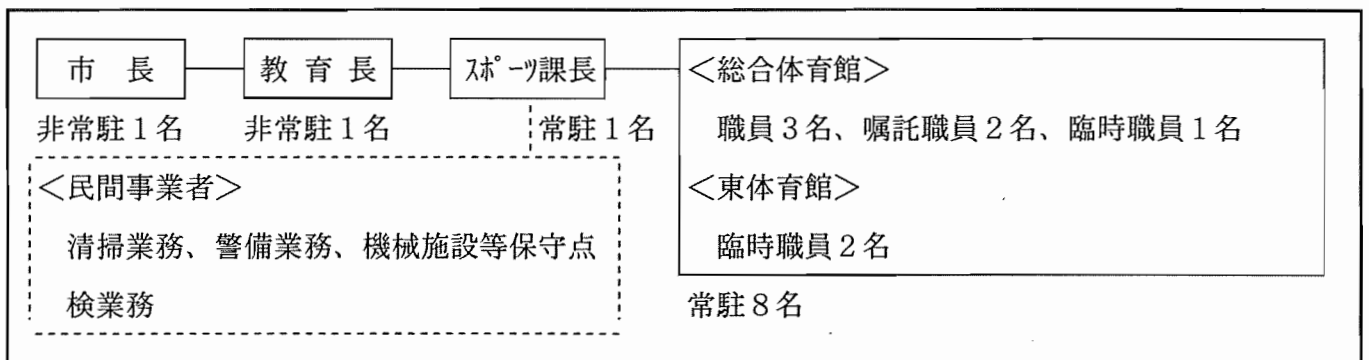 市 長
教 育 長
ｽﾎﾟｰﾂ課長
非常駐１名
非常駐１名
常駐１名
＜総合体育館＞
職員３名、嘱託職員２名、臨時職員１名
＜東体育館＞
臨時職員２名
常駐８名
＜民間事業者＞
清掃業務、警備業務、機械施設等保守点
検業務